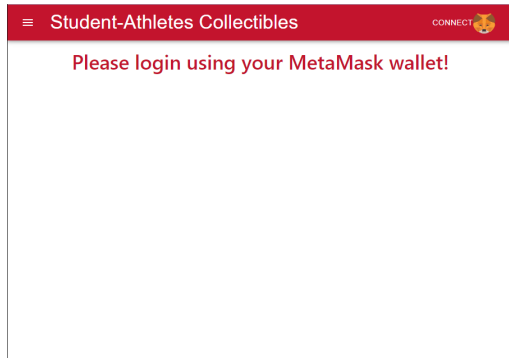 Student-Athletes Collectibles
CONNECT
Please login using your MetaMask wallet!